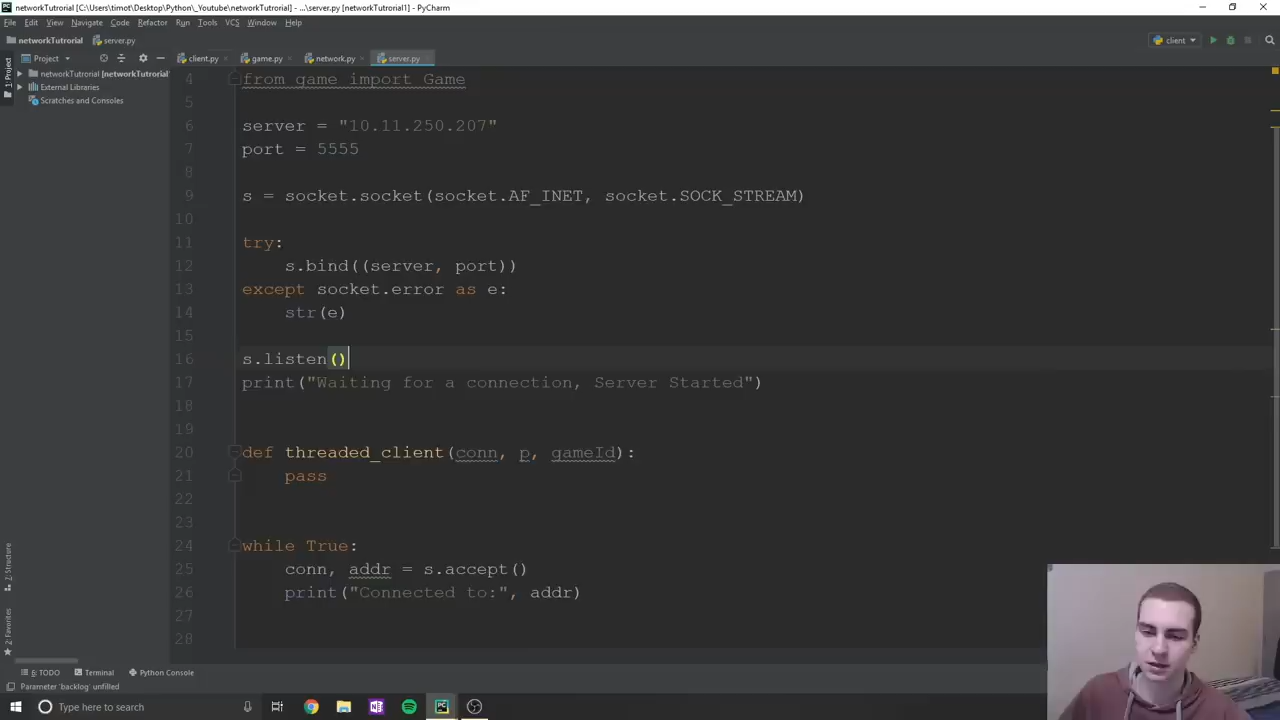 networkTutorial [C:\Users\timot\Desktop\Python\_Youtube\networkTutorial] - ...\server.py [networkTutorial1] - PyCharm
File Edit View Navigate Code Refactor Run Tools VCS Window Help
networkTutorial server.py client
Project client.py game.py network.py server.py
1: Project
networkTutorial [networkTutorial
External Libraries
Scratches and Consoles
4 from game import Game
5
6 server = "10.11.250.207"
7 port = 5555
8
9 s = socket.socket(socket.AF_INET, socket.SOCK_STREAM)
10
11 try:
12 s.bind((server, port))
13 except socket.error as e:
14 str(e)
15
16 s.listen()
17 print("Waiting for a connection, Server Started")
18
19
20 def threaded_client(conn, p, gameId):
21 pass
22
23
24 while True:
25 conn, addr = s.accept()
26 print("Connected to:", addr)
27
28
Z: Structure
2: Favorites
6: TODO Terminal Python Console
Parameter 'backlog' unfilled
Type here to search